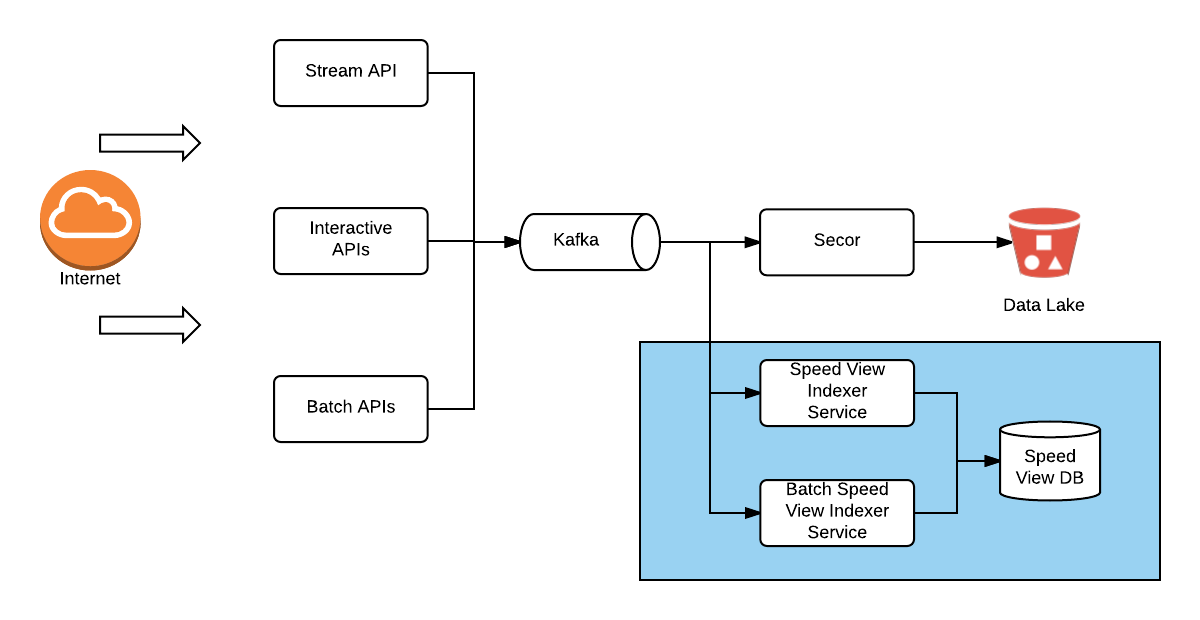 Stream API
Internet
Interactive
APIs
Batch APIs
Kafka
Secor
Data Lake
Speed View
Indexer
Service
Batch Speed
View Indexer
Service
Speed
View DB